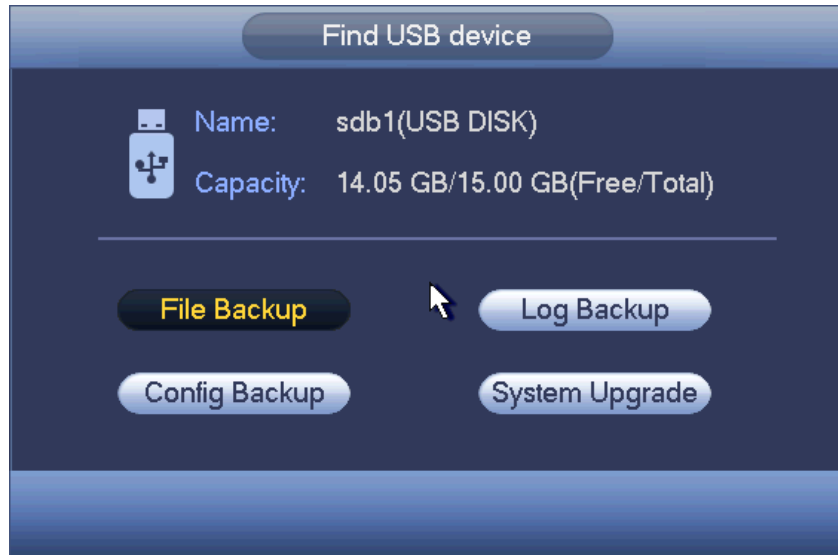 Find USB device
Name: sdb1(USB DISK)
Capacity: 14.05 GB/15.00 GB(Free/Total)
File Backup Log Backup
Config Backup System Upgrade